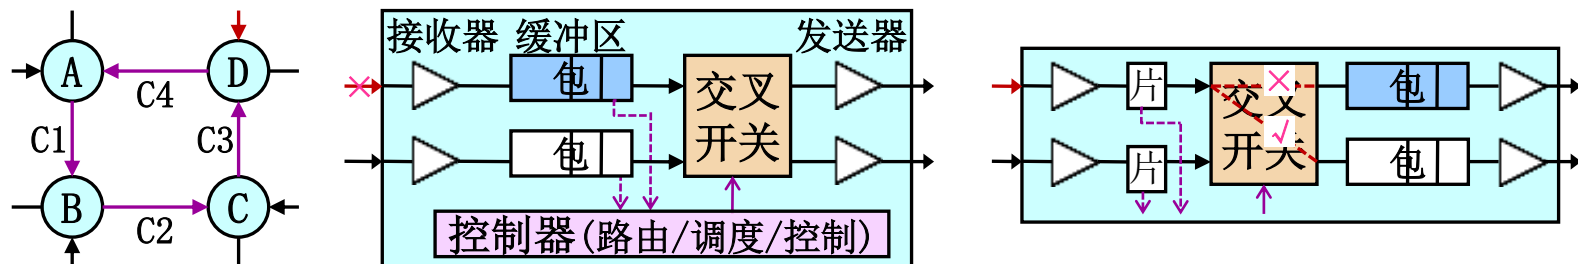 A
D
C4
C1
C3
B
C
C2
接收器 缓冲区 发送器
包
包
交叉
开关
控制器(路由/调度/控制)
片
片
交叉
开关
×
√
包
包